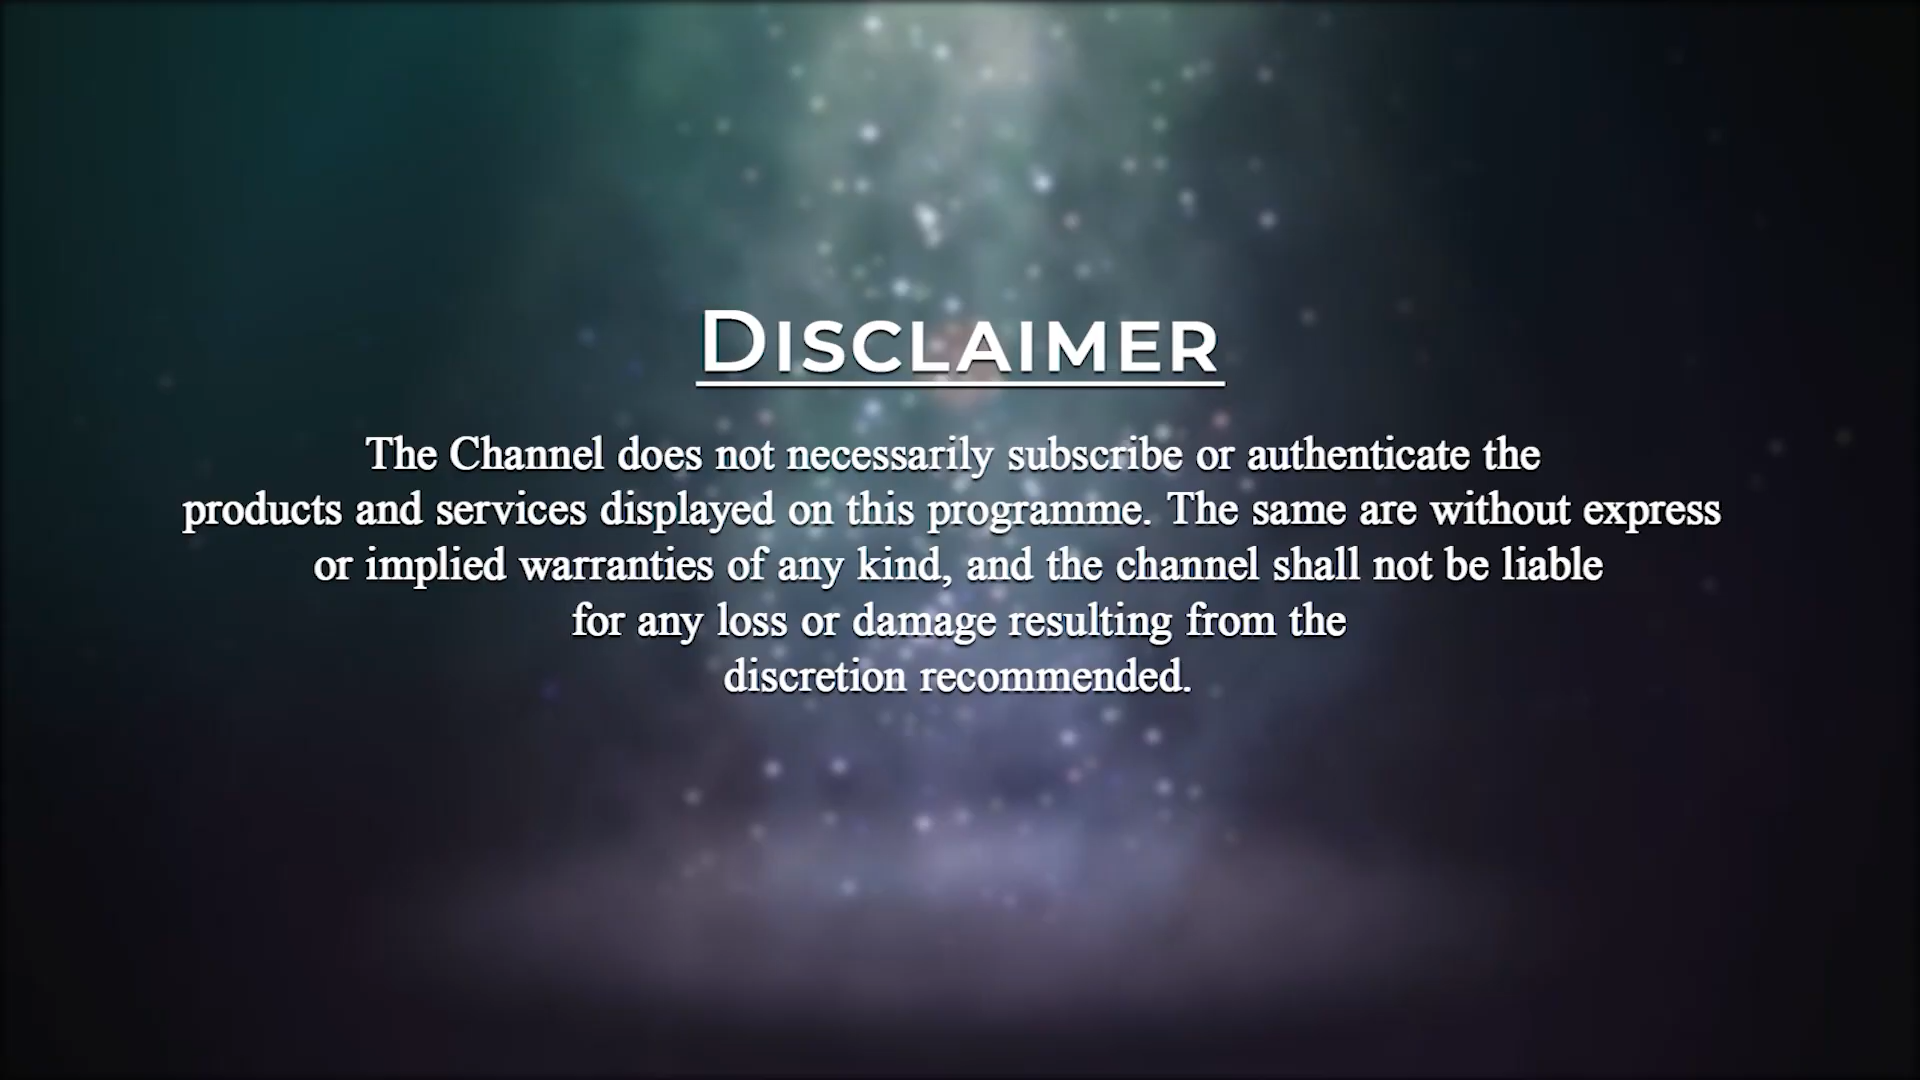 Disclaimer
The Channel does not necessarily subscribe or authenticate the
products and services displayed on this programme. The same are without express
or implied warranties of any kind, and the channel shall not be liable
for any loss or damage resulting from the
discretion recommended.